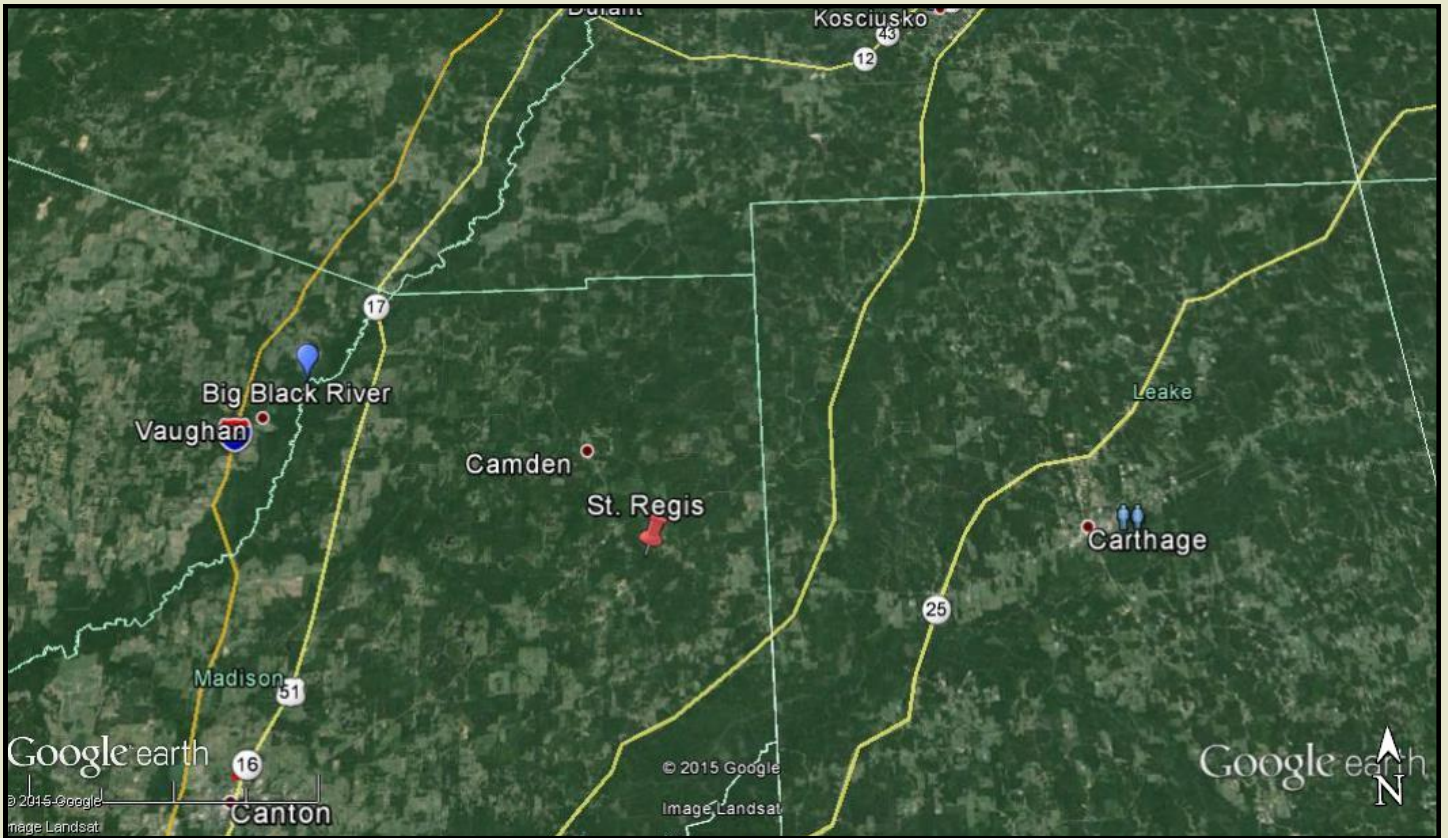 Durant
Kosciusko
43
12
17
Big Black River
Vaughan
Leake
Camden
St. Regis
Carthage
25
Madison
51
Google earth
16
© 2015 Google
Image Landsat
Canton
© 2015 Google
Image Landsat
Google earth
N